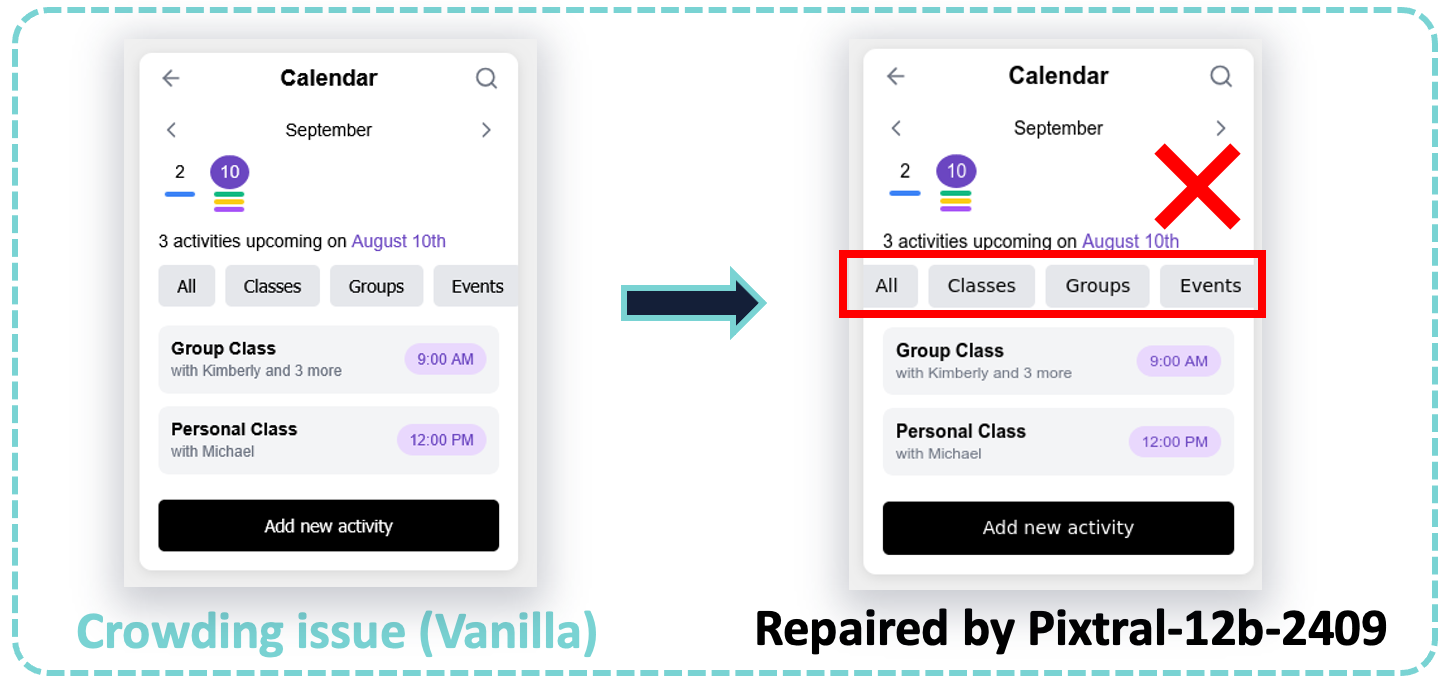 Calendar
September
2 10
3 activities upcoming on August 10th
All Classes Groups Events
Group Class
with Kimberly and 3 more
9:00 AM
Personal Class
with Michael
12:00 PM
Add new activity
Crowding issue (Vanilla)
Calendar
September
2 10
3 activities upcoming on August 10th
All Classes Groups Events
Group Class
with Kimberly and 3 more
9:00 AM
Personal Class
with Michael
12:00 PM
Add new activity
Repaired by Pixtral-12b-2409